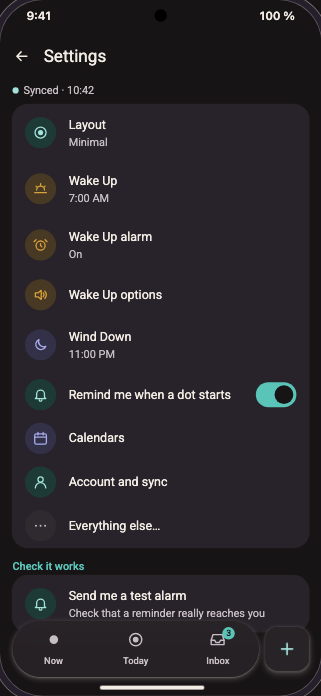 9:41
100 %
Settings
Synced · 10:42
Layout
Minimal
Wake Up
7:00 AM
Wake Up alarm
On
Wake Up options
Wind Down
11:00 PM
Remind me when a dot starts
Calendars
Account and sync
Everything else...
Check it works
Send me a test alarm
Check that a reminder really reaches you
3
Now
Today
Inbox